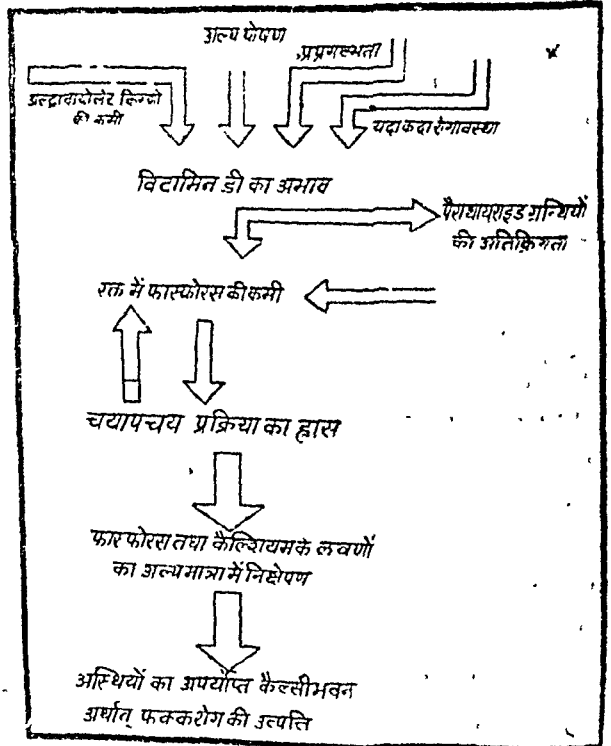 अल्प पोषण
प्रप्रगल्भता
अल्ट्रावायोलेट किरणों
की कमी
यदा कदा रुग्णावस्था
विटामिन डी का अभाव
पैराथायराइड ग्रन्थियों
की अतिक्रियता
रक्त में फास्फोरस की कमी
चयापचय प्रक्रिया का ह्रास
फास्फोरस तथा कैल्शियम के लवणों
का अल्पमात्रा में निक्षेपण
अस्थियों का अपर्याप्त कैल्सीभवन
अर्थात् फक्करोग की उत्पत्ति